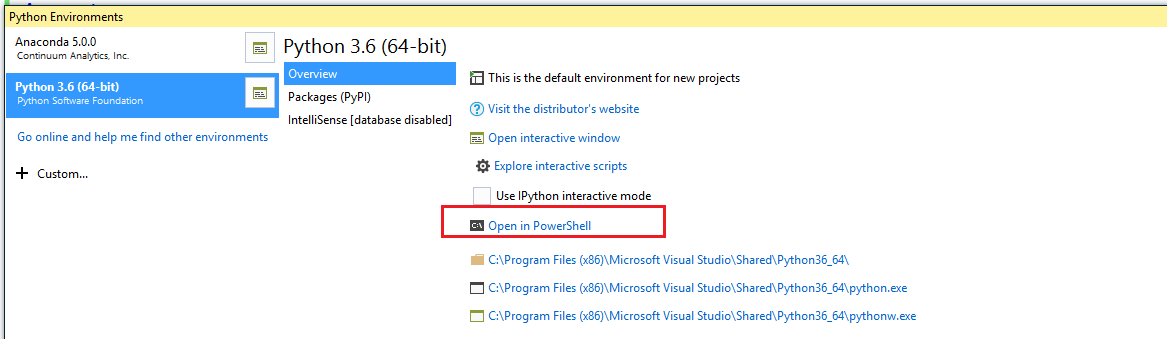 Python Environments
Anaconda 5.0.0
Continuum Analytics, Inc.
Python 3.6 (64-bit)
Python Software Foundation
Go online and help me find other environments
Custom...
Python 3.6 (64-bit)
Overview
Packages (PyPI)
IntelliSense [database disabled]
This is the default environment for new projects
Visit the distributor's website
Open interactive window
Explore interactive scripts
Use IPython interactive mode
C:\ Open in PowerShell
C:\Program Files (x86)\Microsoft Visual Studio\Shared\Python36_64\
C:\Program Files (x86)\Microsoft Visual Studio\Shared\Python36_64\python.exe
C:\Program Files (x86)\Microsoft Visual Studio\Shared\Python36_64\pythonw.exe